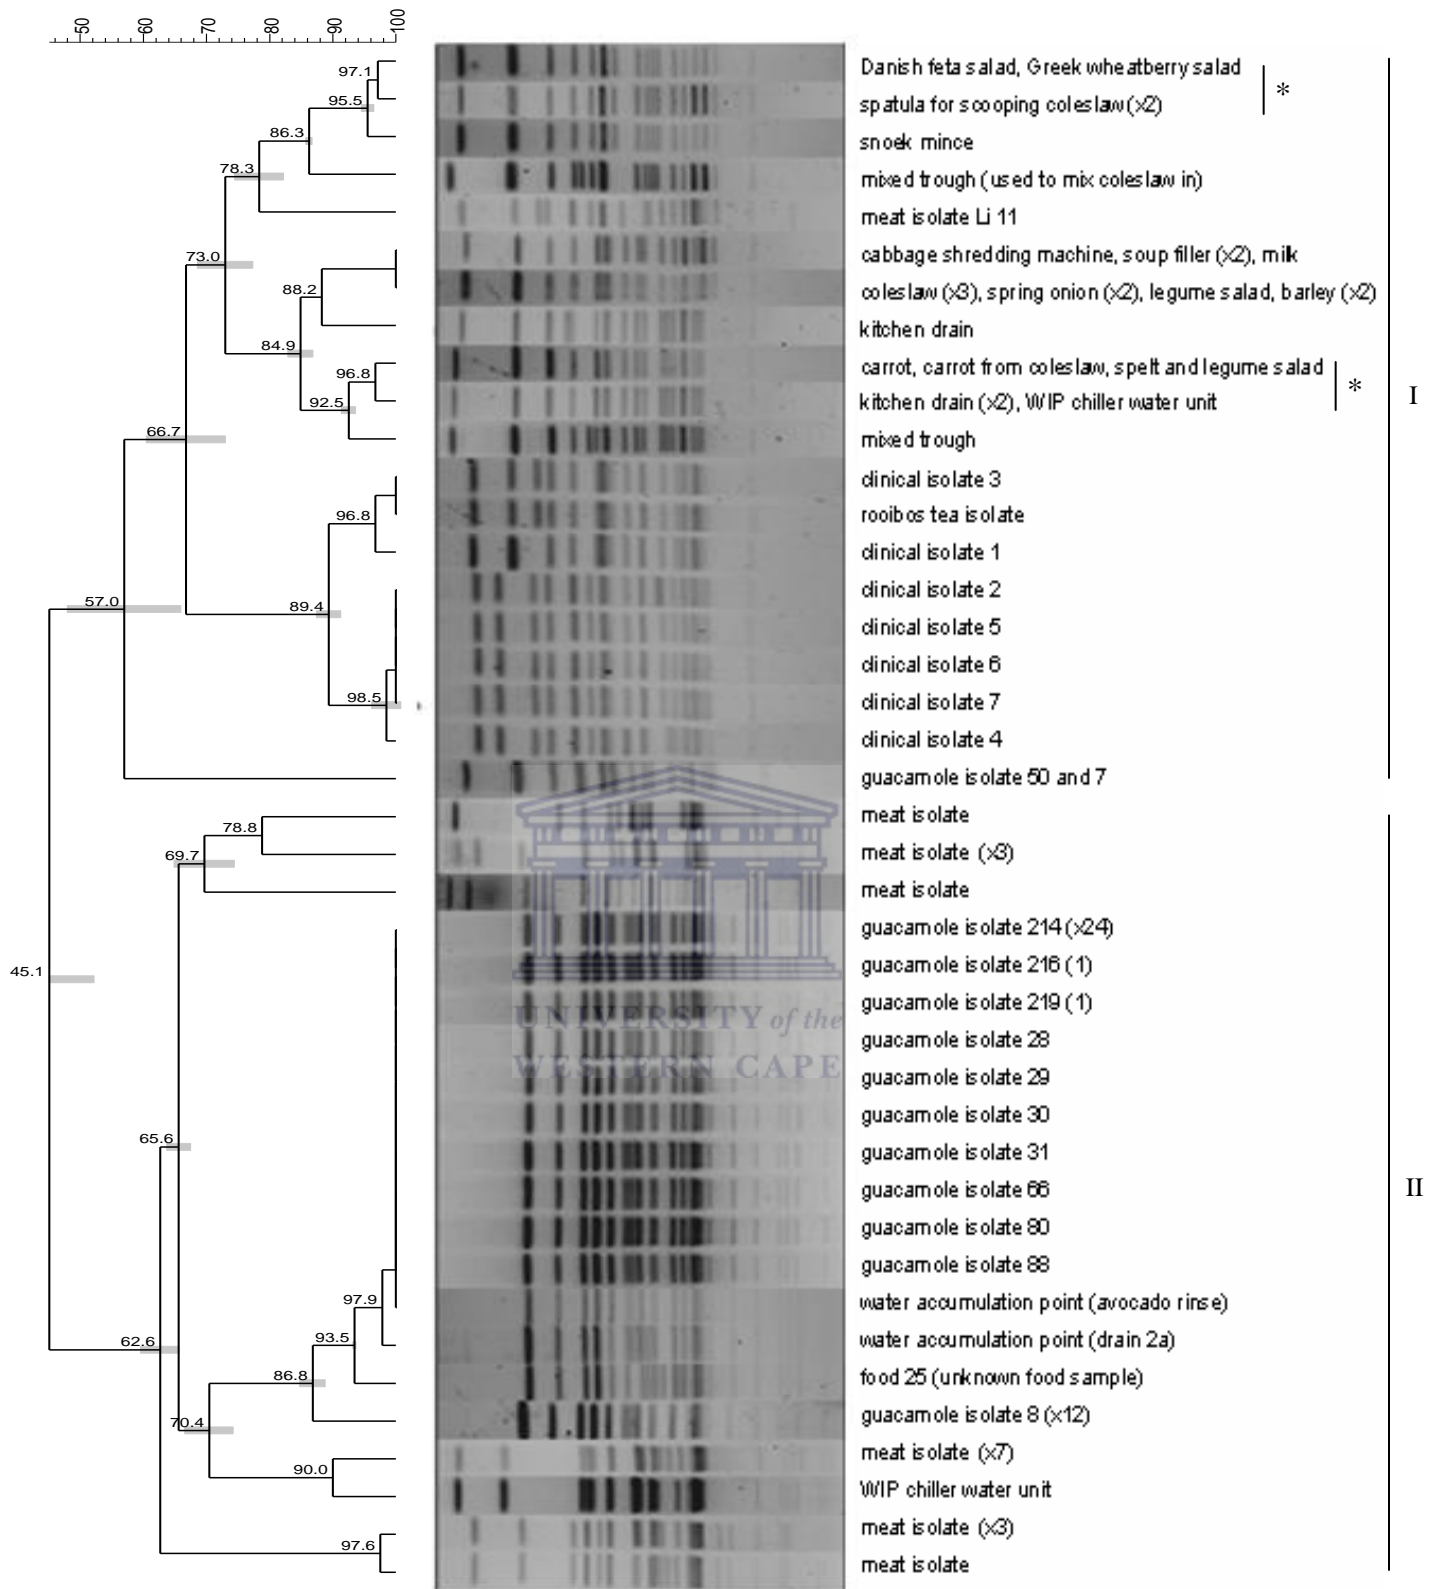 50 60 70 80 90 100
97.1 Danish feta salad, Greek wheatberry salad
95.5 spatula for scooping coleslaw (x2) *
86.3 snoek mince
78.3 mixed trough (used to mix coleslaw in)
meat isolate Li 11
73.0 cabbage shredding machine, soup filler (x2), milk
88.2 coleslaw (x3), spring onion (x2), legume salad, barley (x2)
kitchen drain
84.9
96.8 carrot, carrot from coleslaw, spelt and legume salad
92.5 kitchen drain (x2), WIP chiller water unit *
I
66.7 mixed trough
clinical isolate 3
96.8 rooibos tea isolate
clinical isolate 1
clinical isolate 2
57.0
89.4
clinical isolate 5
clinical isolate 6
98.5 clinical isolate 7
clinical isolate 4
guacamole isolate 50 and 7
78.8 meat isolate
69.7 meat isolate (x3)
meat isolate
guacamole isolate 214 (x24)
45.1 guacamole isolate 216 (1)
guacamole isolate 219 (1)
UNIVERSITY of the
guacamole isolate 28
WESTERN CAPE
guacamole isolate 29
guacamole isolate 30
65.6 guacamole isolate 31
guacamole isolate 66
II
guacamole isolate 80
guacamole isolate 88
97.9 water accumulation point (avocado rinse)
62.6 93.5 water accumulation point (drain 2a)
86.8 food 25 (unknown food sample)
70.4 guacamole isolate 8 (x12)
meat isolate (x7)
90.0 WIP chiller water unit
meat isolate (x3)
97.6 meat isolate